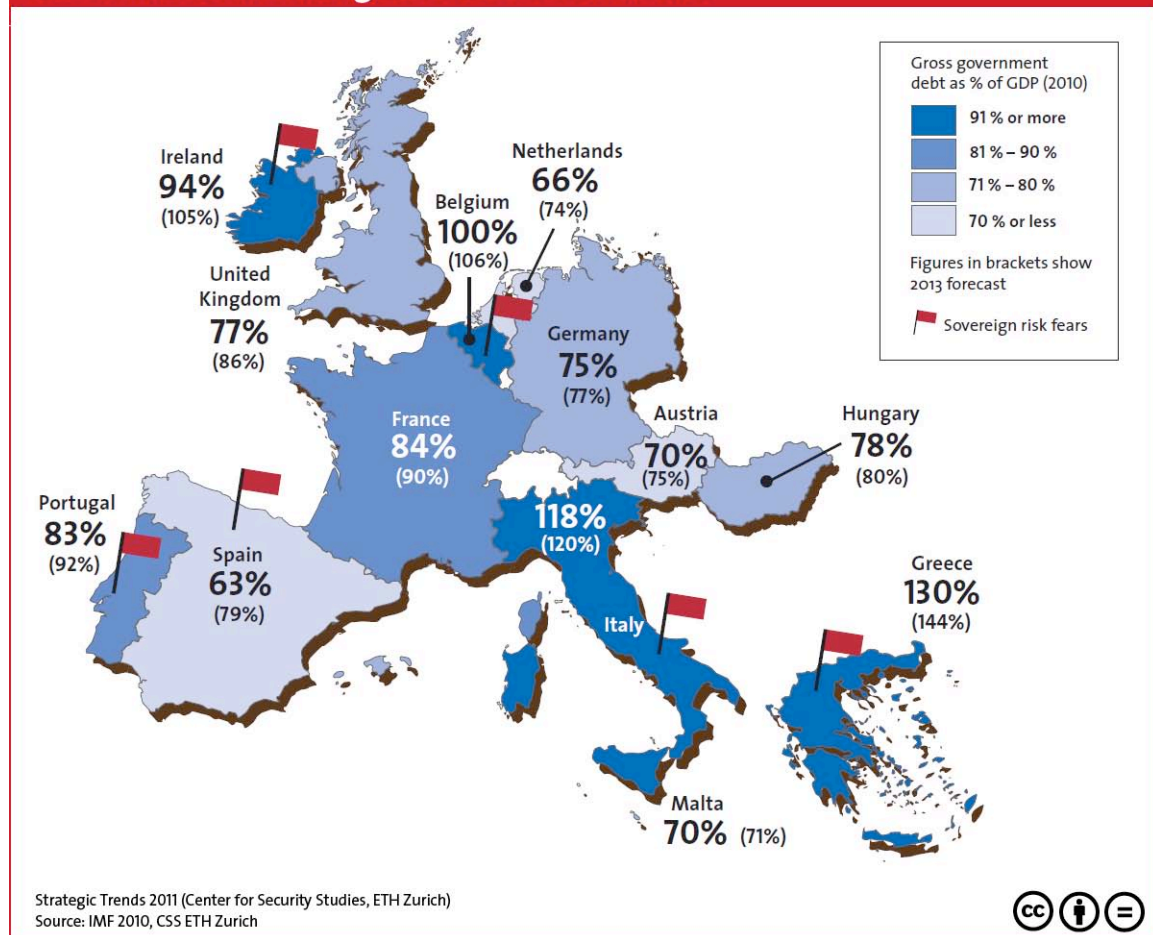 Gross government
debt as % of GDP (2010)
91 % or more
81 % – 90 %
71 % – 80 %
70 % or less
Figures in brackets show
2013 forecast
Sovereign risk fears
Ireland
94%
(105%)
United
Kingdom
77%
(86%)
Netherlands
66%
(74%)
Belgium
100%
(106%)
Germany
75%
(77%)
France
84%
(90%)
Austria
70%
(75%)
Hungary
78%
(80%)
Portugal
83%
(92%)
Spain
63%
(79%)
118%
(120%)
Italy
Greece
130%
(144%)
Malta
70% (71%)
Strategic Trends 2011 (Center for Security Studies, ETH Zurich)
Source: IMF 2010, CSS ETH Zurich
cc